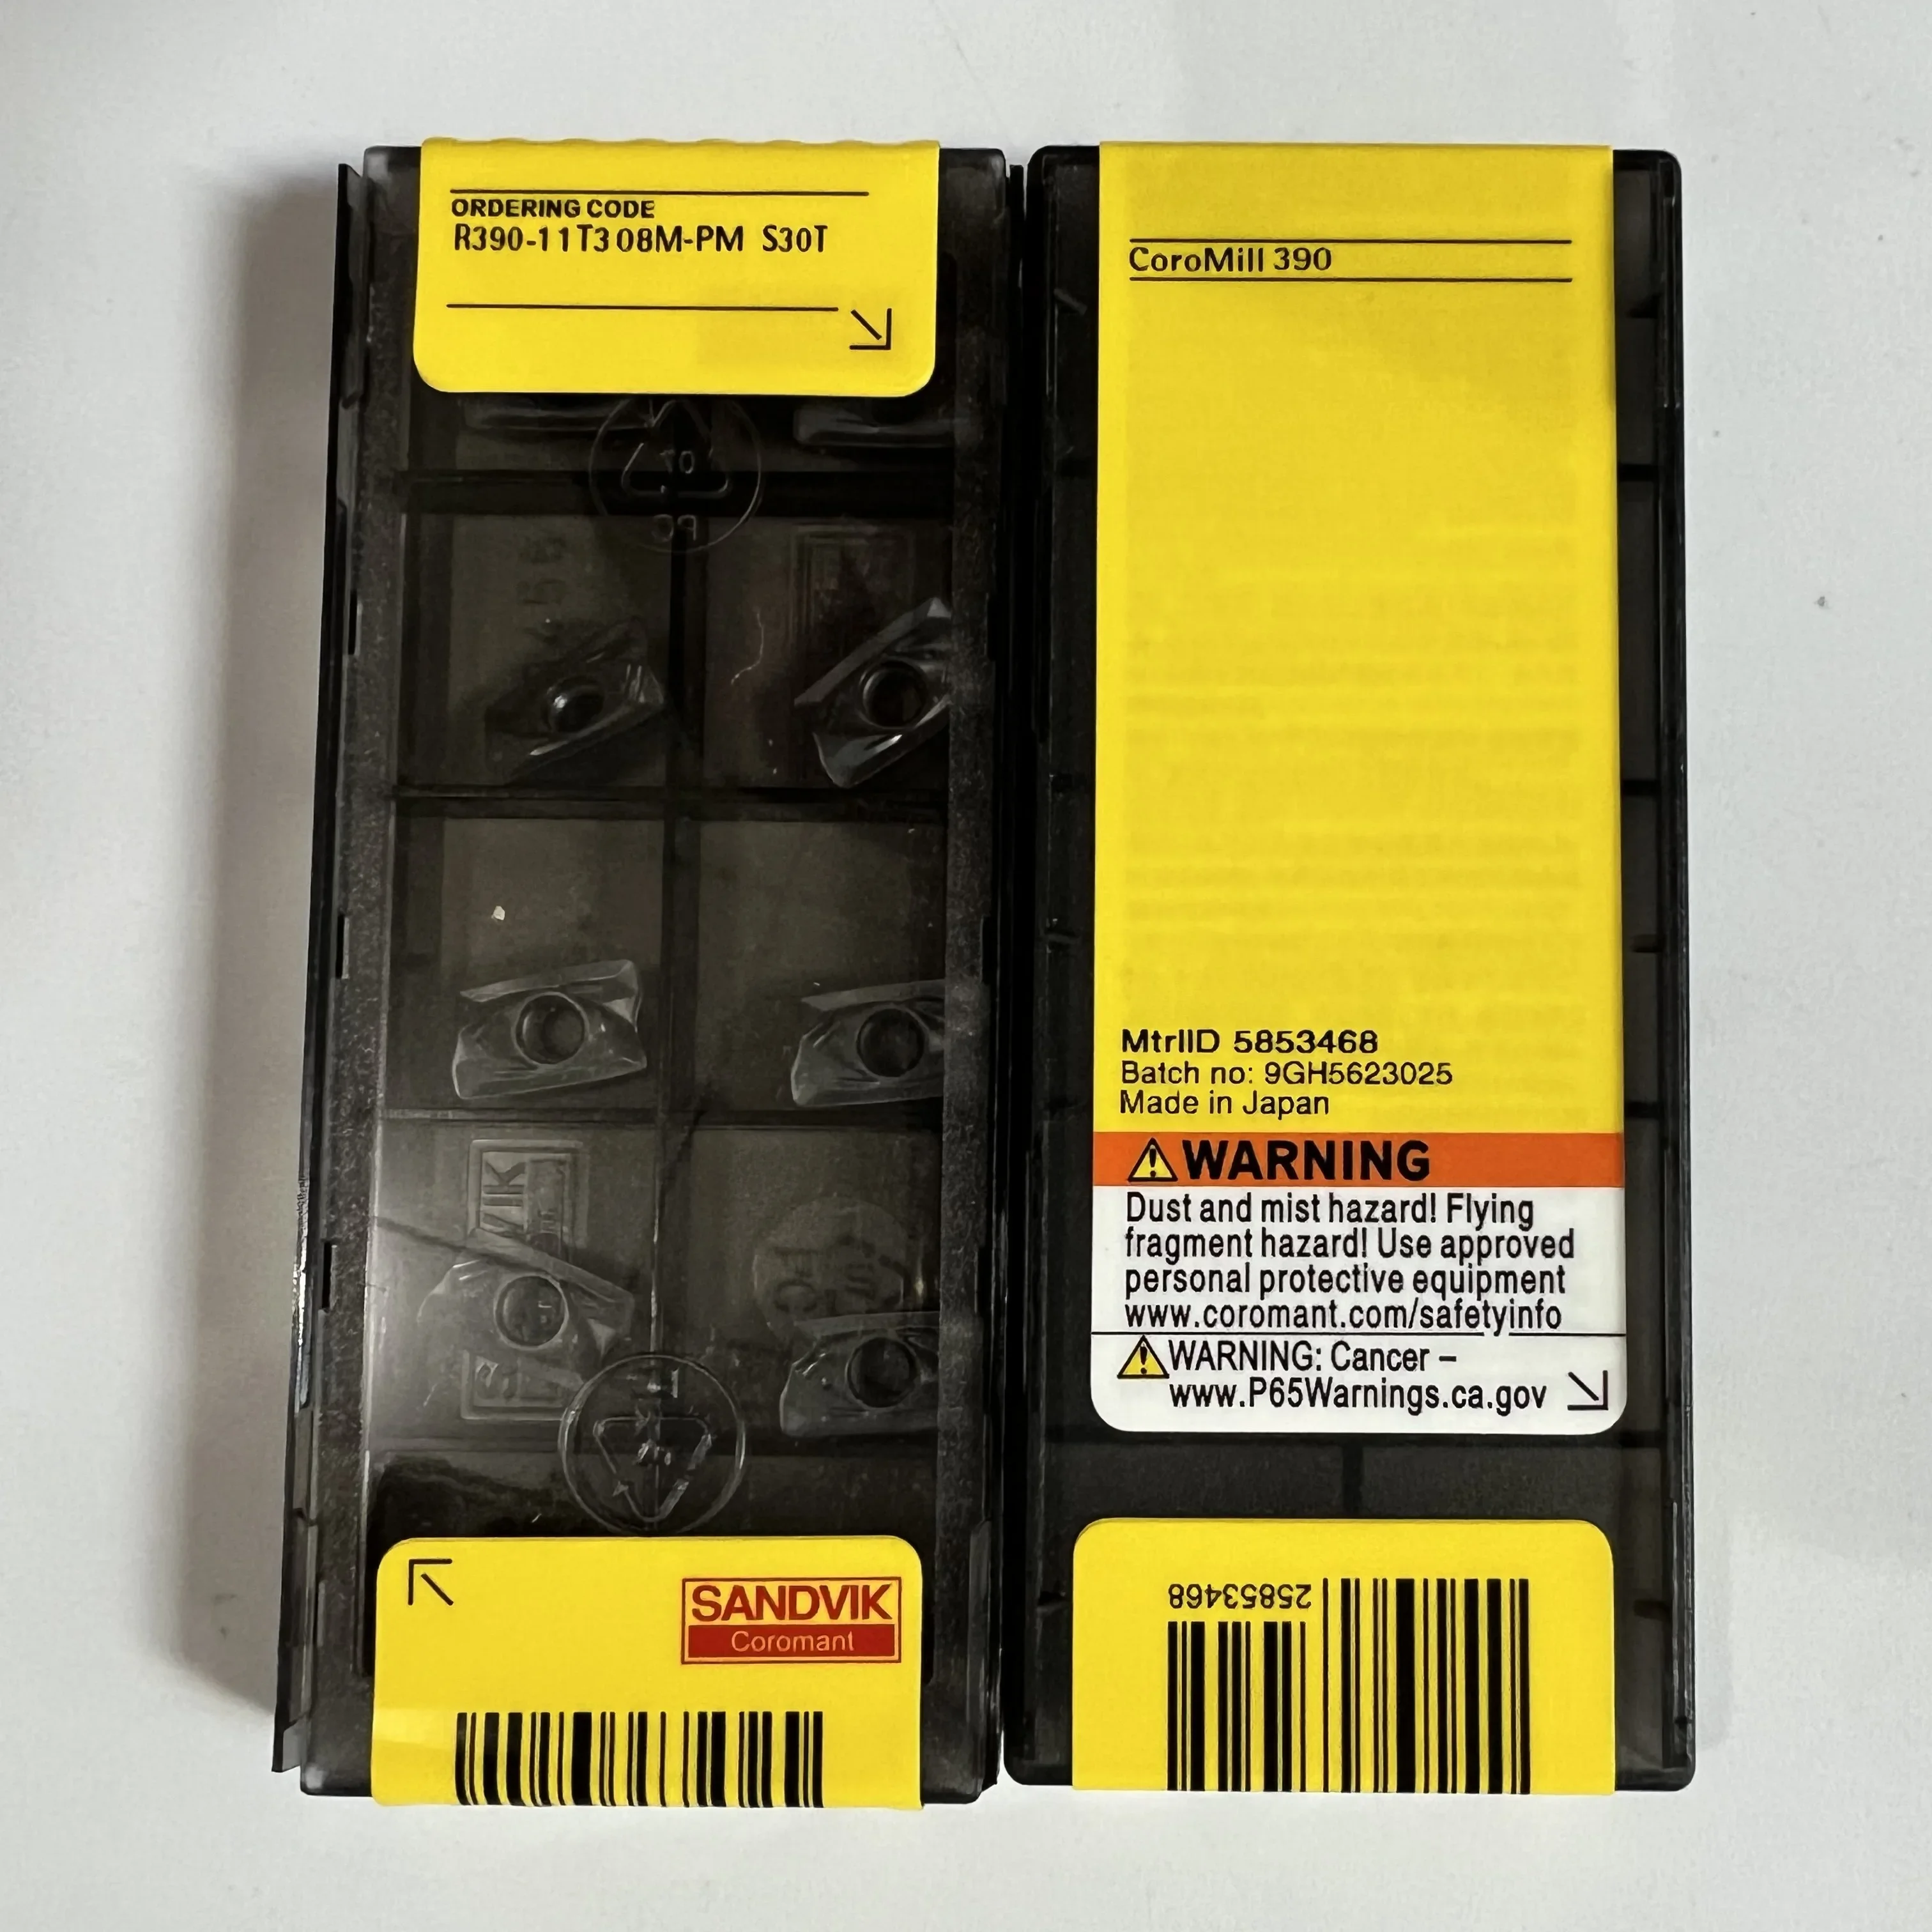 ORDERING CODE
R390-11T308M-PM S30T
07
PC
SANDVIK
Coromant
CoroMill 390
MtrlID 5853468
Batch no: 9GH5623025
Made in Japan
WARNING
Dust and mist hazard! Flying
fragment hazard! Use approved
personal protective equipment
www.coromant.com/safetyinfo
WARNING: Cancer –
www.P65Warnings.ca.gov
25853468